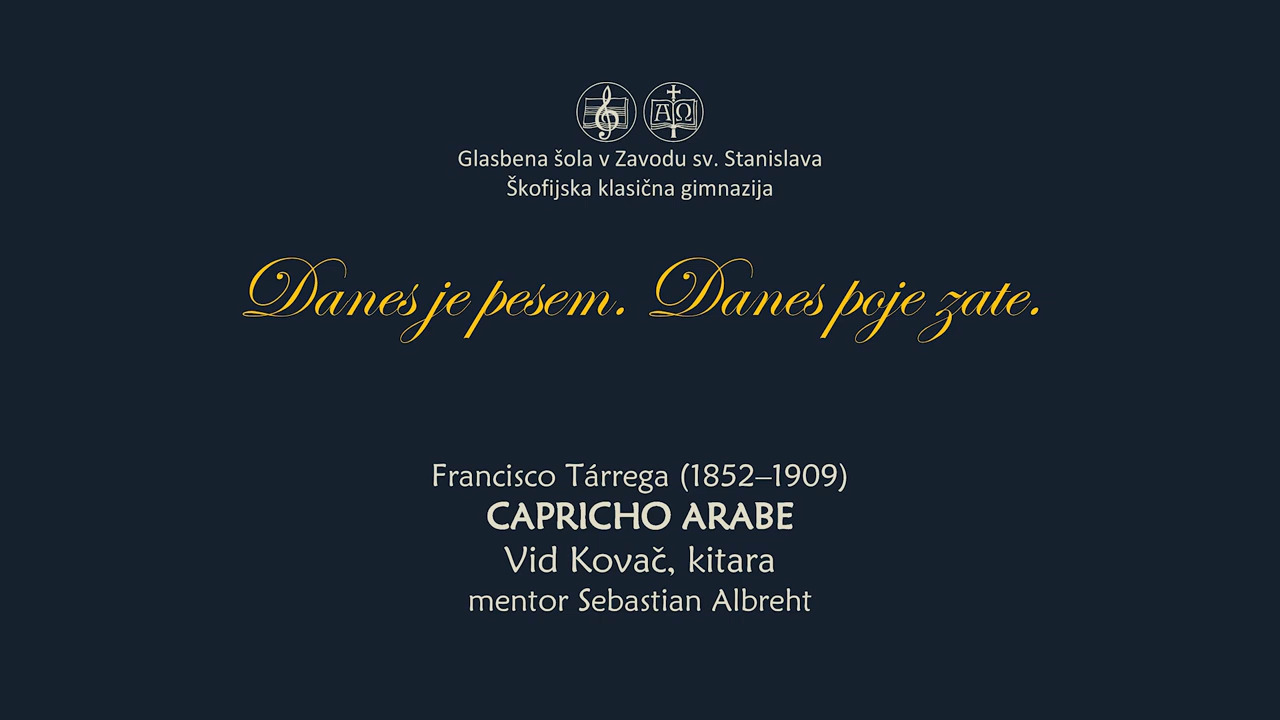 ΑΩ
Glasbena šola v Zavodu sv. Stanislava
Škofijska klasična gimnazija
Danes je pesem. Danes poje zate.
Francisco Tárrega (1852–1909)
CAPRICHO ARABE
Vid Kovač, kitara
mentor Sebastian Albreht